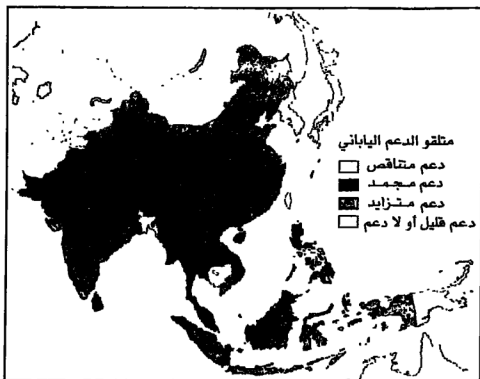 متلقو الدعم الياباني
دعم متناقص
دعم مجمد
دعم متزايد
دعم قليل أو لا دعم